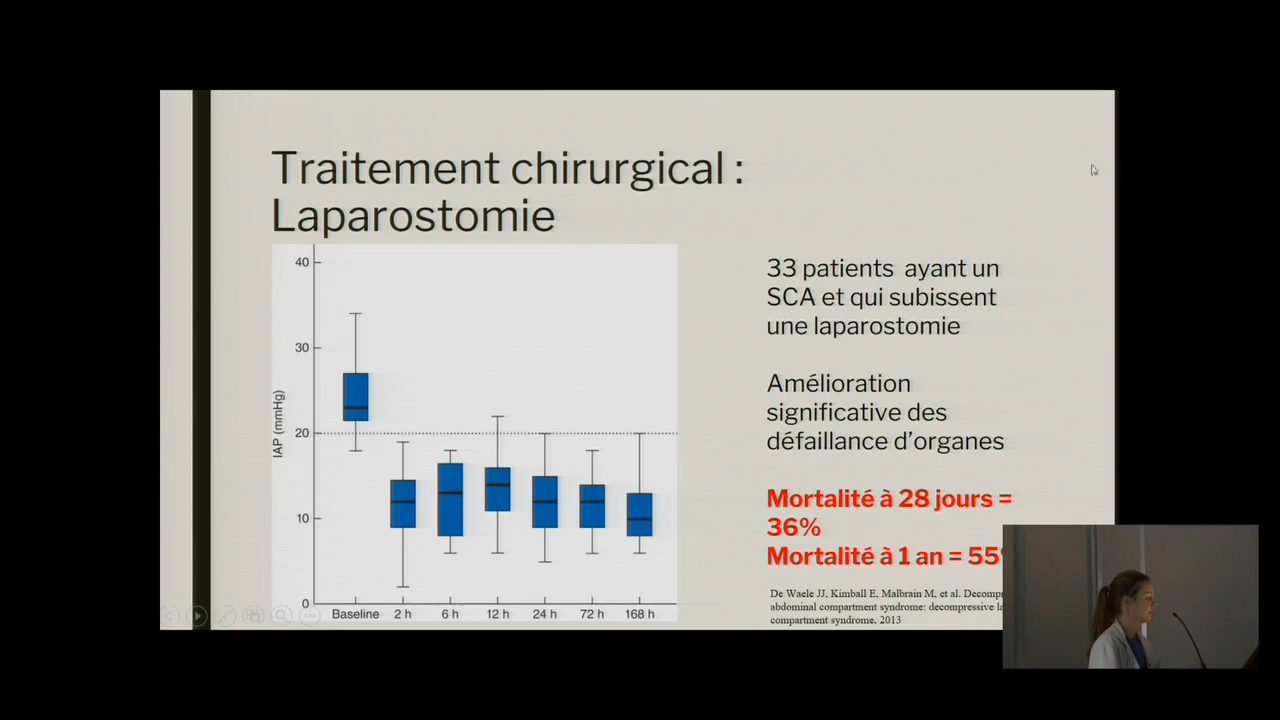 Traitement chirurgical :
Laparostomie
40
30
20
10
0
IAP (mmHg)
Baseline 2 h 6 h 12 h 24 h 72 h 168 h
33 patients ayant un
SCA et qui subissent
une laparostomie
Amélioration
significative des
défaillance d’organes
Mortalité à 28 jours =
36%
Mortalité à 1 an = 55
De Waele JJ, Kimball E, Malbrain M, et al.
abdominal compartment syndrome: decompressive
compartment syndrome, 2013